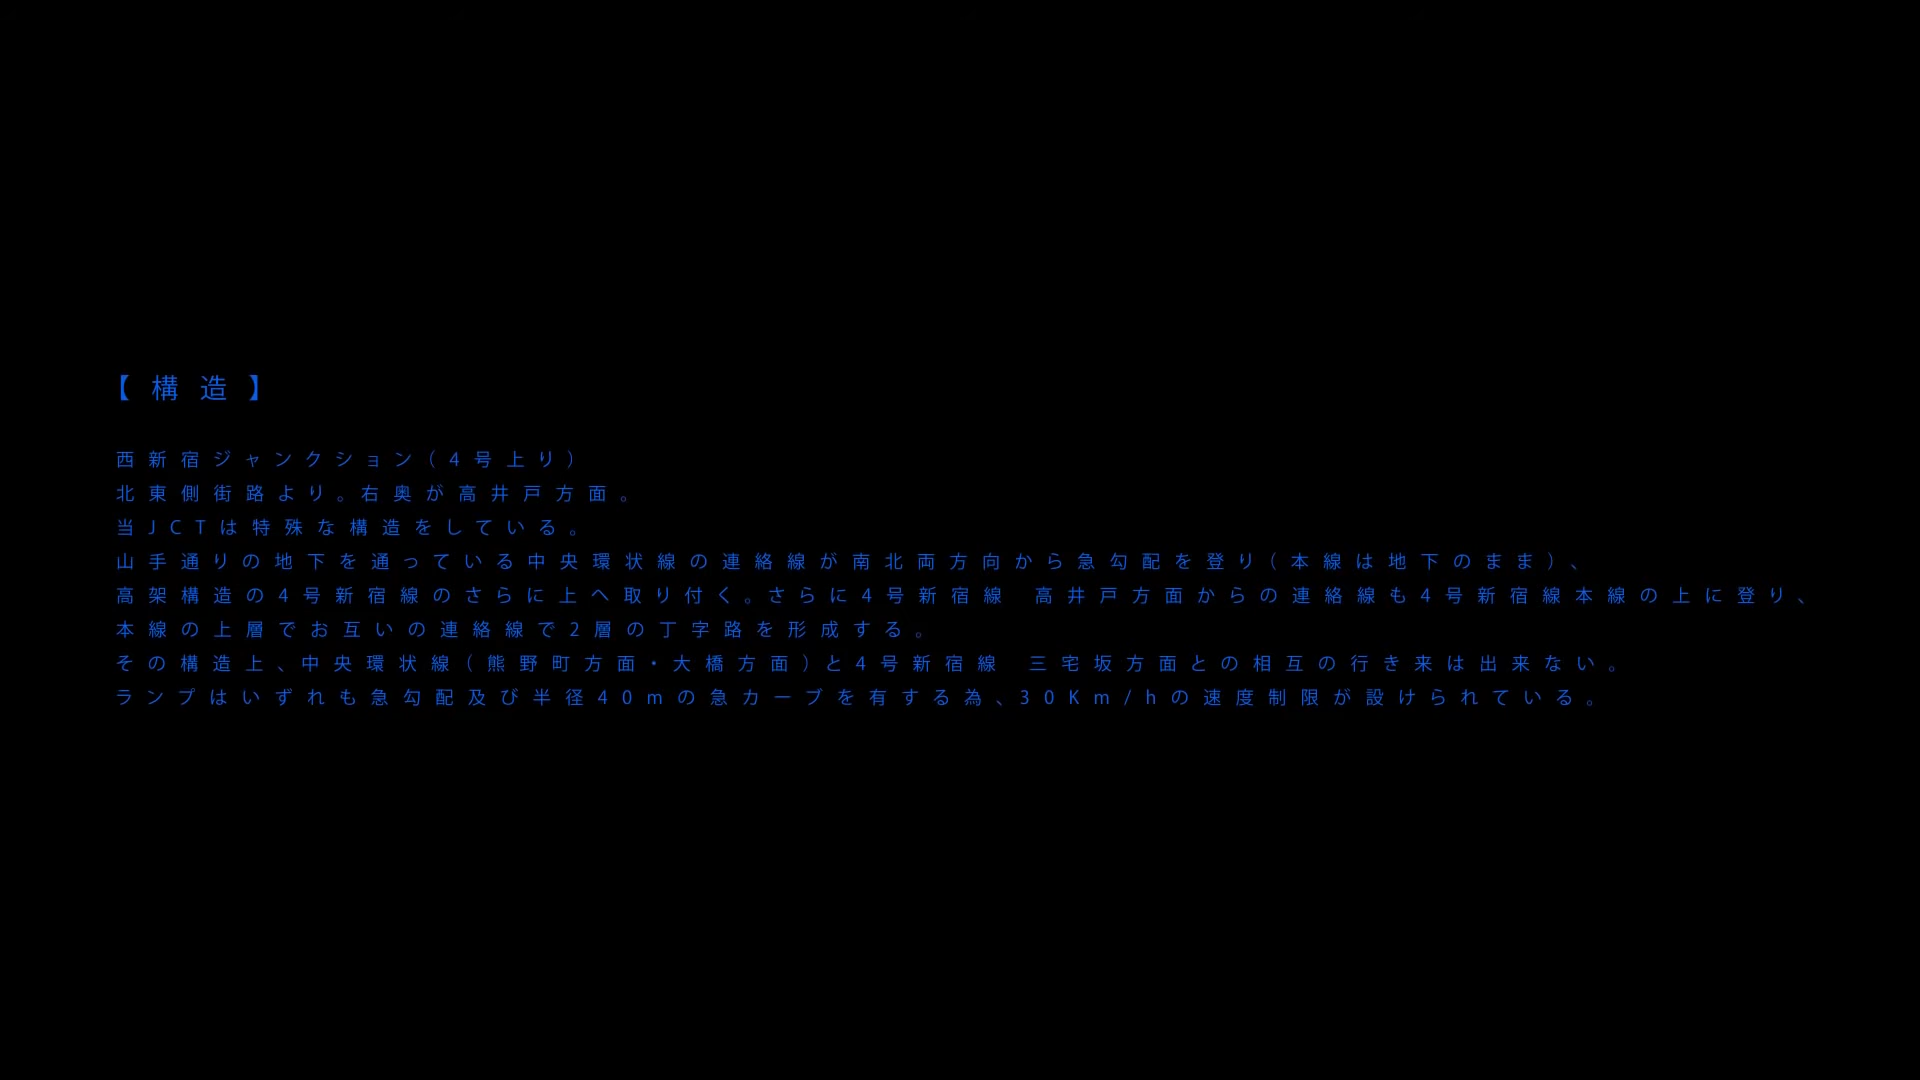 【構造】
西新宿ジャンクション（4号上り）
北東側街路より。右奥が高井戸方面。
当JCTは特殊な構造をしている。
山手通りの地下を通っている中央環状線の連絡線が南北両方向から急勾配を登り（本線は地下のまま）、
高架構造の4号新宿線のさらに上へ取り付く。さらに4号新宿線　高井戸方面からの連絡線も4号新宿線本線の上に登り、
本線の上層でお互いの連絡線で2層の丁字路を形成する。
その構造上、中央環状線（熊野町方面・大橋方面）と4号新宿線　三宅坂方面との相互の行き来は出来ない。
ランプはいずれも急勾配及び半径40mの急カーブを有する為、30Km/hの速度制限が設けられている。